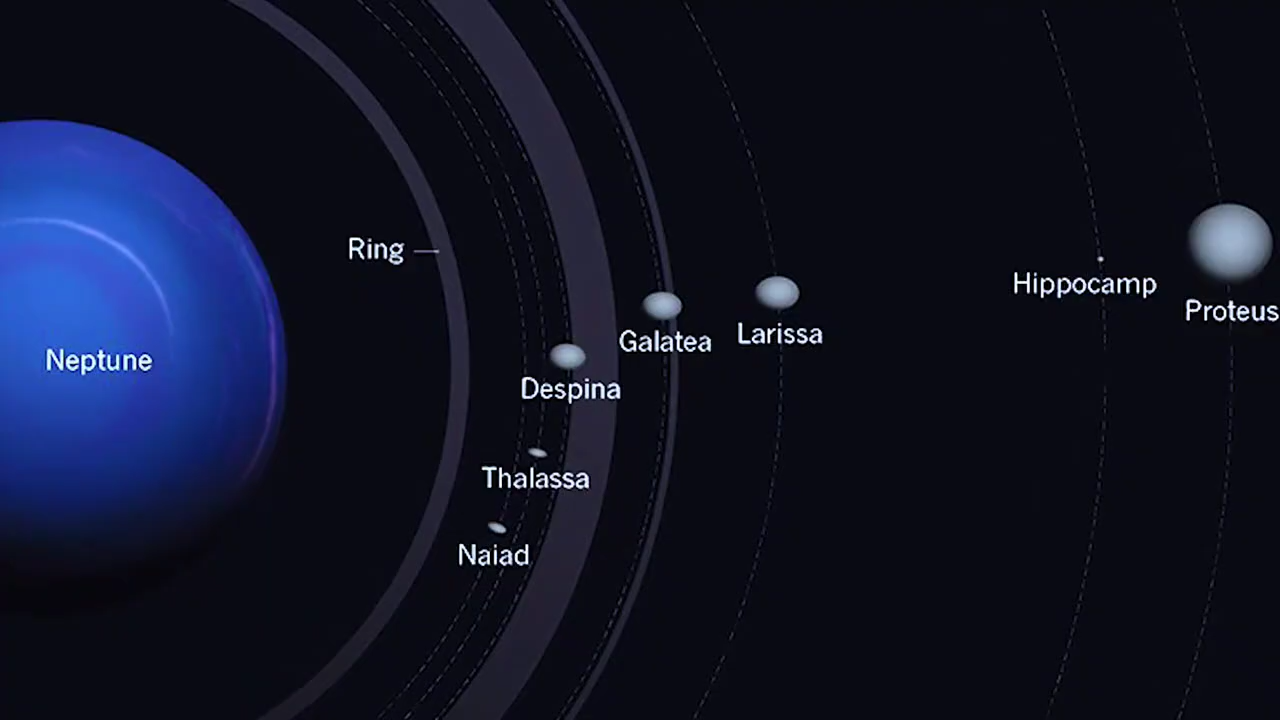 Neptune
Ring
Naiad
Thalassa
Despina
Galatea
Larissa
Hippocamp
Proteus